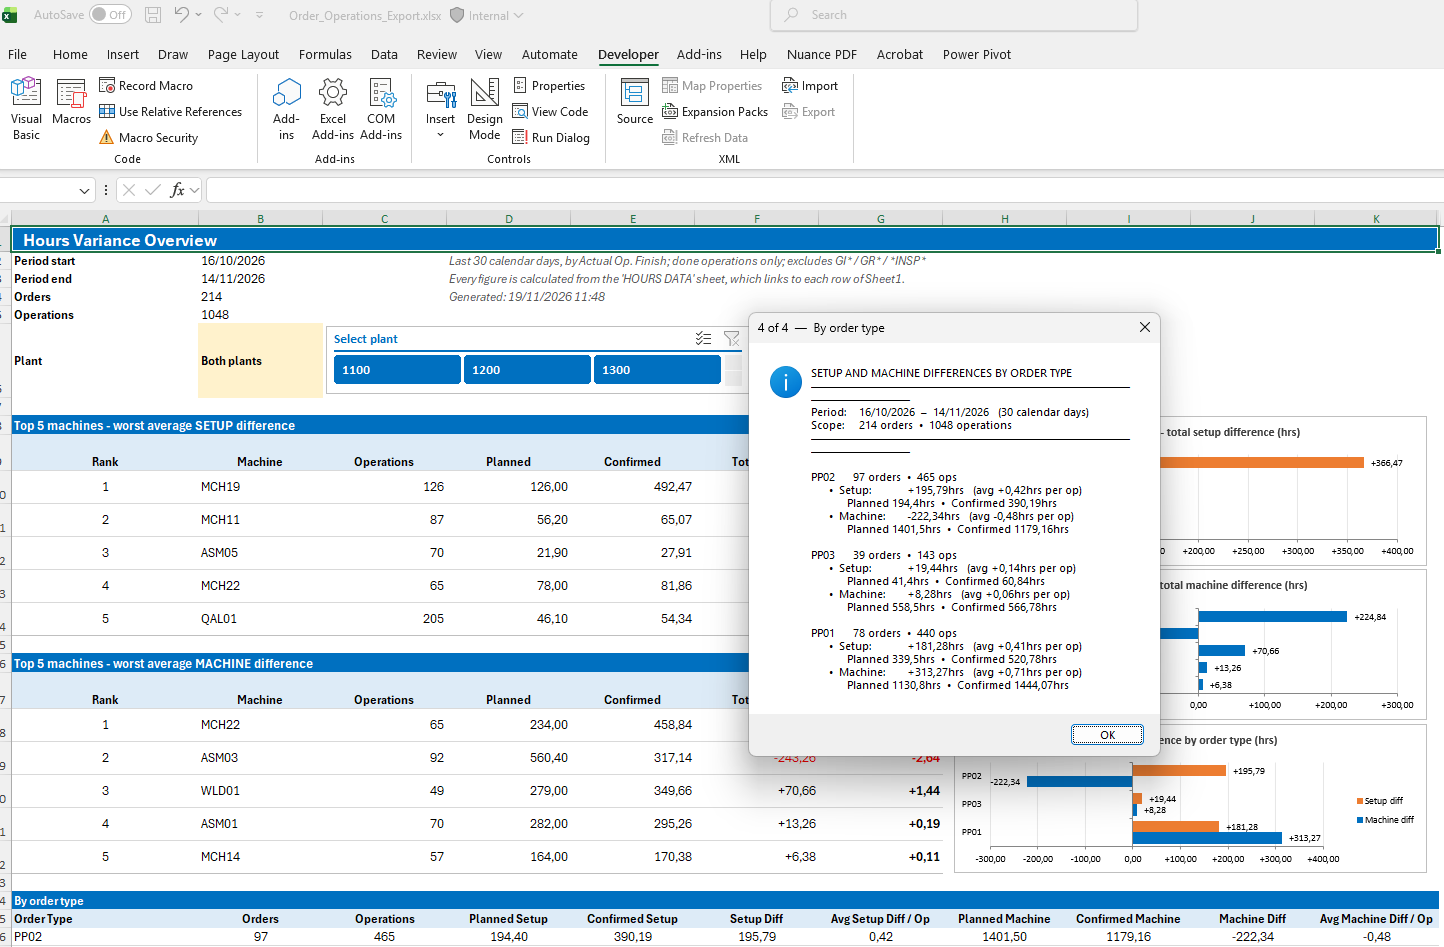 AutoSave Off Order_Operations_Export.xlsx Internal Search
File Home Insert Draw Page Layout Formulas Data Review View Automate Developer Add-ins Help Nuance PDF Acrobat Power Pivot
Visual Basic
Macros
Record Macro
Use Relative References
Macro Security
Code
Add-ins
Excel Add-ins
COM Add-ins
Add-ins
Insert
Design Mode
Properties
View Code
Run Dialog
Controls
Source
Map Properties
Expansion Packs
Refresh Data
Import
Export
XML
fx
A B C D E F G H I J K
Hours Variance Overview
Period start 16/10/2026 Last 30 calendar days, by Actual Op. Finish; done operations only; excludes GI* / GR* / *INSP*
Period end 14/11/2026 Every figure is calculated from the 'HOURS DATA' sheet, which links to each row of Sheet1.
Orders 214 Generated: 19/11/2026 11:48
Operations 1048
Plant Both plants
Select plant
1100 1200 1300
Top 5 machines - worst average SETUP difference
Rank Machine Operations Planned Confirmed Tot
1 MCH19 126 126,00 492,47
2 MCH11 87 56,20 65,07
3 ASM05 70 21,90 27,91
4 MCH22 65 78,00 81,86
5 QAL01 205 46,10 54,34
Top 5 machines - worst average MACHINE difference
Rank Machine Operations Planned Confirmed Tot
1 MCH22 65 234,00 458,84
2 ASM03 92 560,40 317,14 -243,26 -2,64
3 WLD01 49 279,00 349,66 +70,66 +1,44
4 ASM01 70 282,00 295,26 +13,26 +0,19
5 MCH14 57 164,00 170,38 +6,38 +0,11
By order type
Order Type Orders Operations Planned Setup Confirmed Setup Setup Diff Avg Setup Diff / Op Planned Machine Confirmed Machine Machine Diff Avg Machine Diff / Op
PP02 97 465 194,40 390,19 195,79 0,42 1401,50 1179,16 -222,34 -0,48
4 of 4 — By order type
SETUP AND MACHINE DIFFERENCES BY ORDER TYPE
Period: 16/10/2026 – 14/11/2026 (30 calendar days)
Scope: 214 orders • 1048 operations
PP02 97 orders • 465 ops
• Setup: +195,79hrs (avg +0,42hrs per op)
Planned 194,4hrs • Confirmed 390,19hrs
• Machine: -222,34hrs (avg -0,48hrs per op)
Planned 1401,5hrs • Confirmed 1179,16hrs
PP03 39 orders • 143 ops
• Setup: +19,44hrs (avg +0,14hrs per op)
Planned 41,4hrs • Confirmed 60,84hrs
• Machine: +8,28hrs (avg +0,06hrs per op)
Planned 558,5hrs • Confirmed 566,78hrs
PP01 78 orders • 440 ops
• Setup: +181,28hrs (avg +0,41hrs per op)
Planned 339,5hrs • Confirmed 520,78hrs
• Machine: +313,27hrs (avg +0,71hrs per op)
Planned 1130,8hrs • Confirmed 1444,07hrs
OK
- total setup difference (hrs)
+366,47
0 +200,00 +250,00 +300,00 +350,00 +400,00
total machine difference (hrs)
+224,84
+70,66
+13,26
+6,38
0,00 +100,00 +200,00 +300,00
ence by order type (hrs)
PP02 -222,34 +195,79
PP03 +19,44 +8,28
PP01 +181,28 +313,27
Setup diff
Machine diff
-300,00 -200,00 -100,00 0,00 +100,00 +200,00 +300,00 +400,00